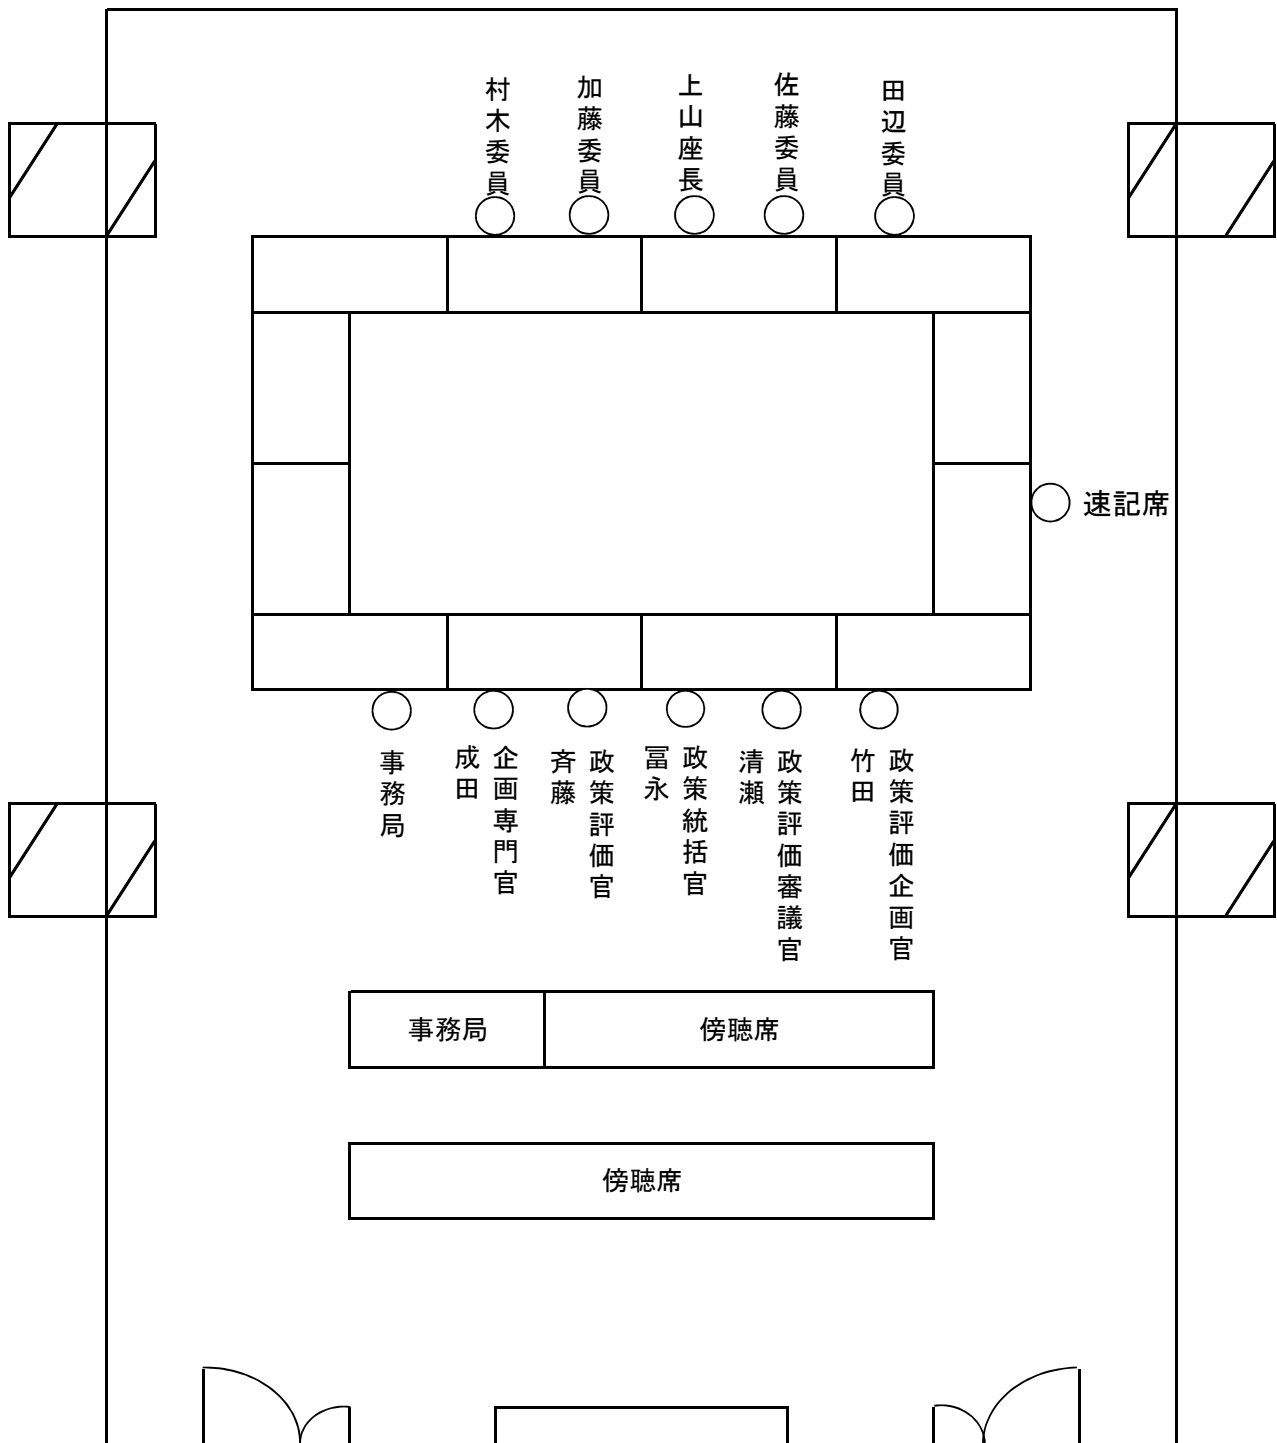 村木委員
加藤委員
上山座長
佐藤委員
田辺委員
速記席
事務局
企画専門官
成田
政策評価官
斉藤
政策統括官
冨永
政策評価審議官
清瀬
政策評価企画官
竹田
事務局
傍聴席
傍聴席